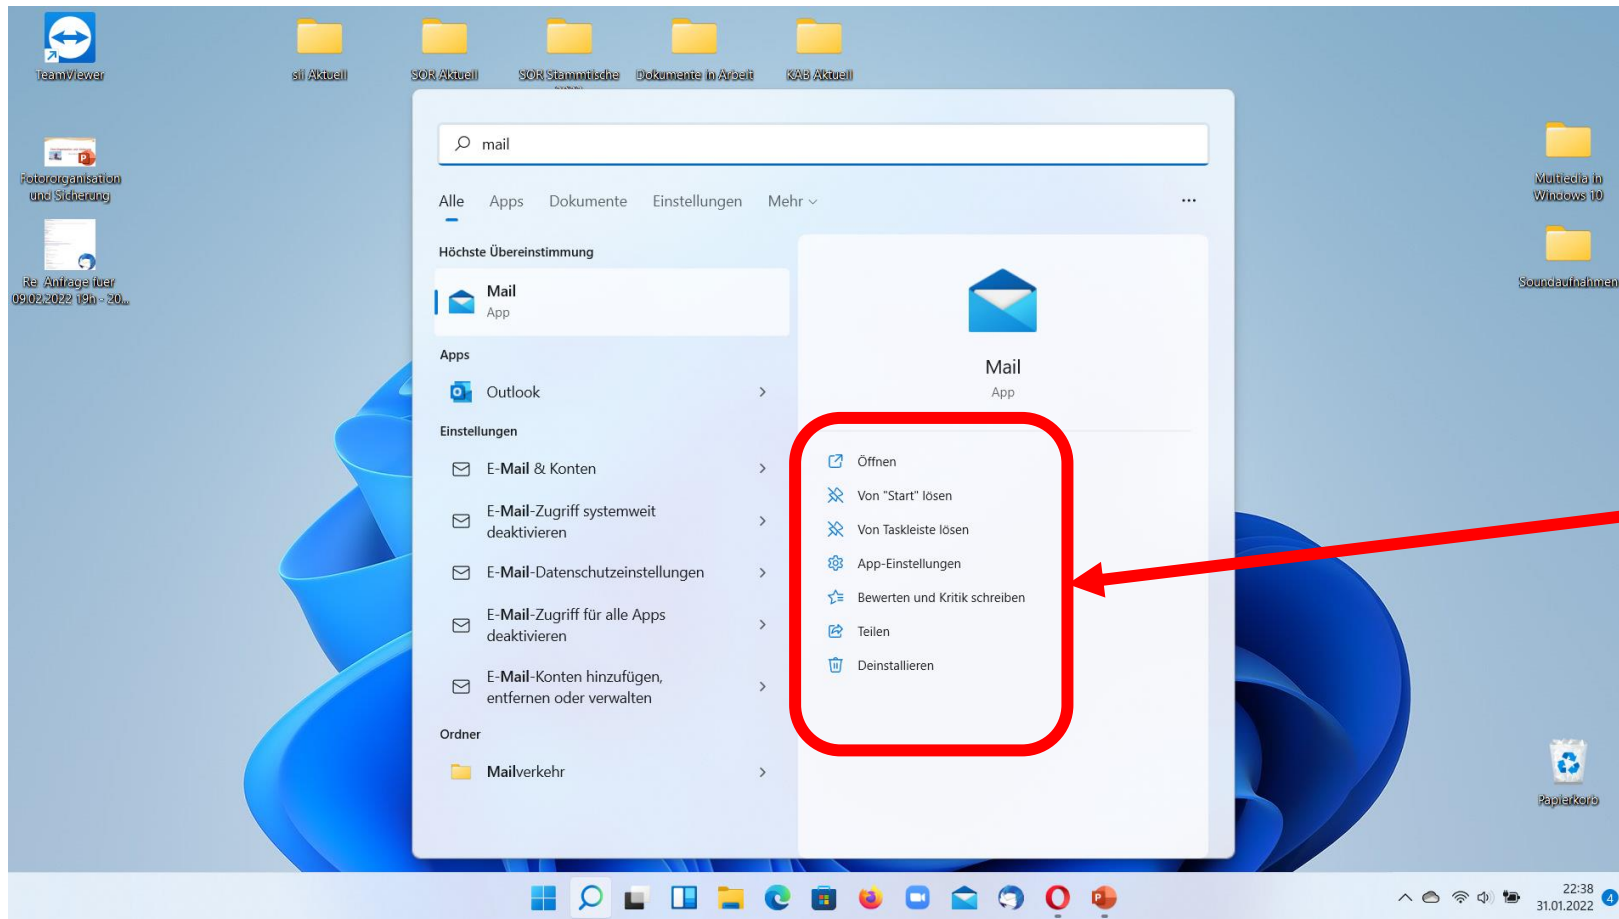 TeamViewer
sli Aktuell
SOR Aktuell
SOR Stammtische
Dokumente in Arbeit
KAB Aktuell
Fotororganisation
und Sicherung
Re Anfrage fuer
09.02.2022 19h - 20...
mail
Alle Apps Dokumente Einstellungen Mehr
...
Höchste Übereinstimmung
Mail
App
Apps
Outlook
Einstellungen
E-Mail & Konten
E-Mail-Zugriff systemweit
deaktivieren
E-Mail-Datenschutzeinstellungen
E-Mail-Zugriff für alle Apps
deaktivieren
E-Mail-Konten hinzufügen,
entfernen oder verwalten
Ordner
Mailverkehr
Mail
App
Öffnen
Von "Start" lösen
Von Taskleiste lösen
App-Einstellungen
Bewerten und Kritik schreiben
Teilen
Deinstallieren
Multiedia in
Windows 10
Soundaufnahmen
Papierkorb
22:38
31.01.2022
4